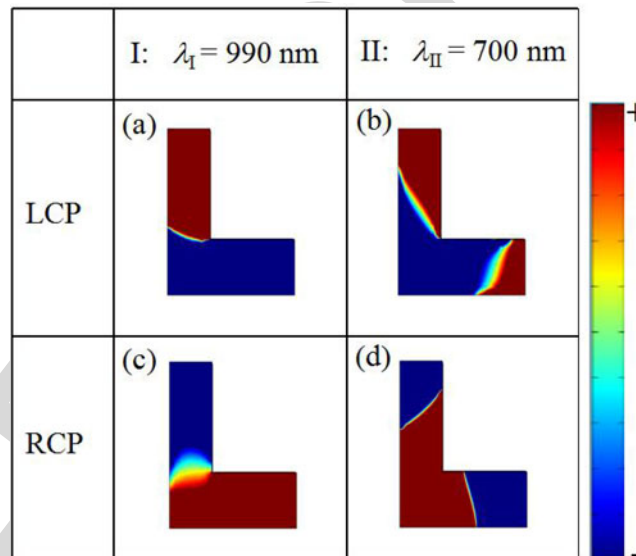 I: λI = 990 nm
II: λII = 700 nm
LCP
(a)
(b)
+
RCP
(c)
(d)
-